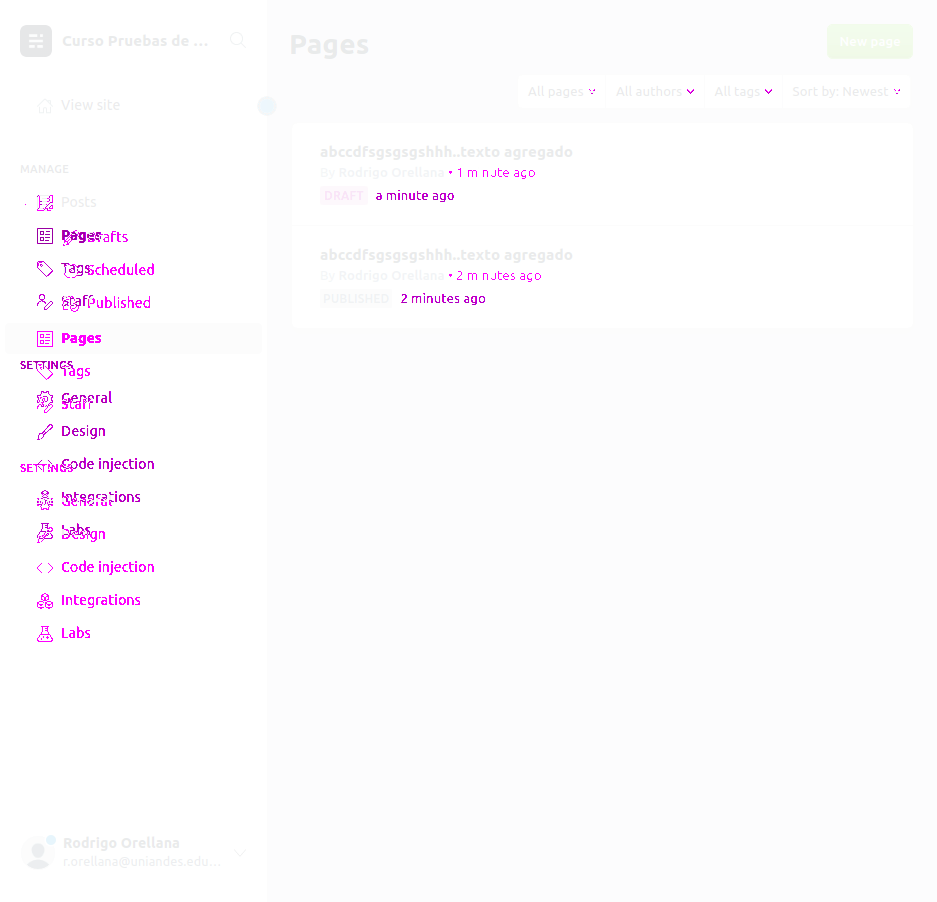 Curso Pruebas de ...
View site
MANAGE
Posts
Pages
Drafts
Tags
Scheduled
Staff
Published
Pages
SETTINGS
Tags
General
Staff
Design
Code injection
SETTINGS
Integrations
General
Labs
Design
Code injection
Integrations
Labs
Rodrigo Orellana
r.orellana@uniandes.edu...
Pages
New page
All pages
All authors
All tags
Sort by: Newest
abccdfsgsgsgshhh..texto agregado
By Rodrigo Orellana • 1 minute ago
DRAFT a minute ago
abccdfsgsgsgshhh..texto agregado
By Rodrigo Orellana • 2 minutes ago
PUBLISHED 2 minutes ago